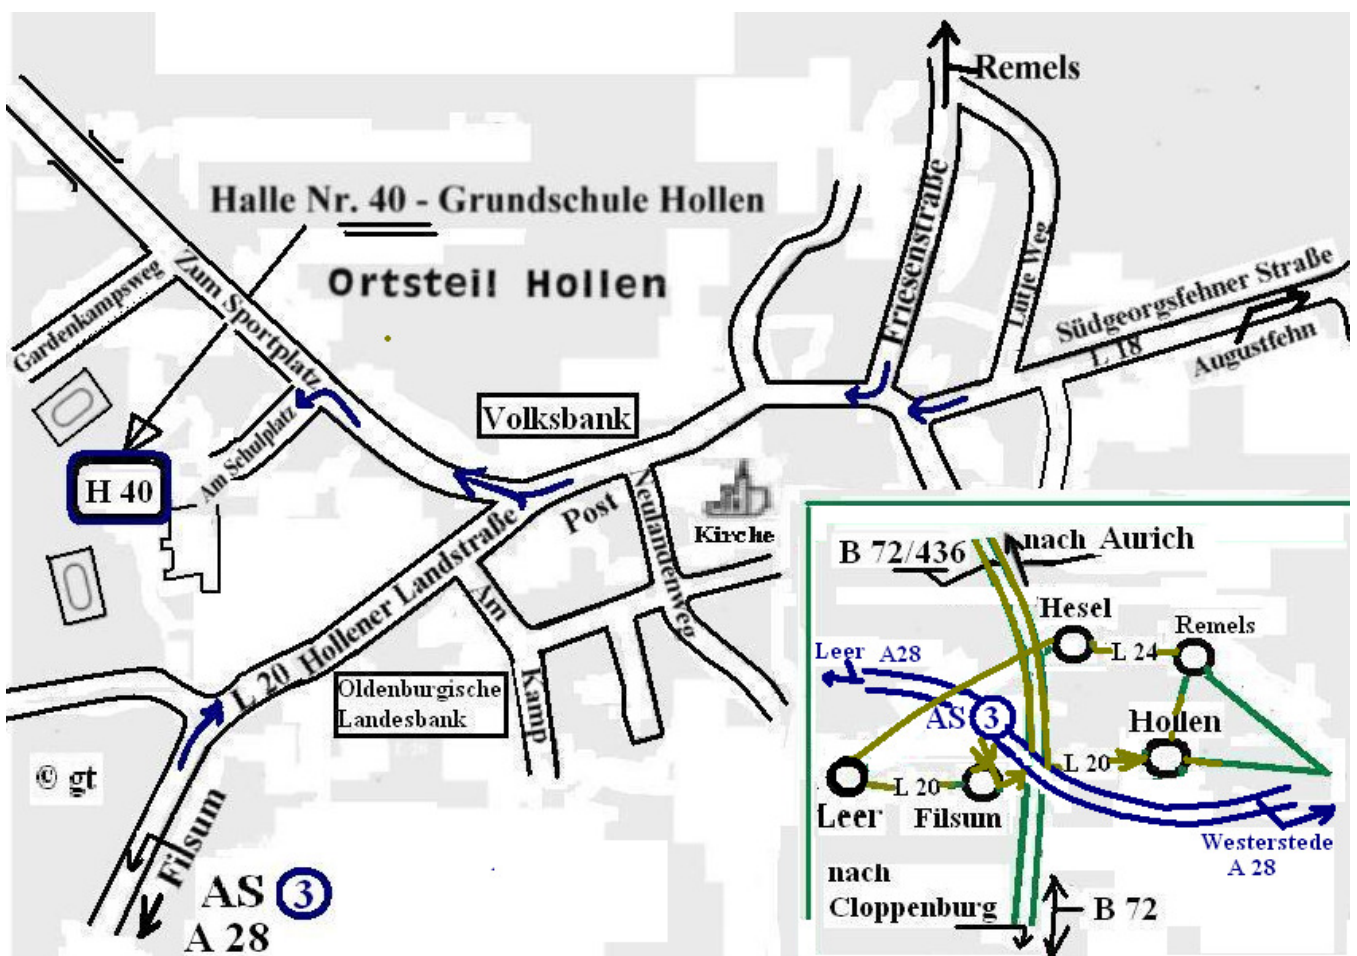 Remels
Halle Nr. 40 - Grundschule Hollen
Ortsteil Hollen
Friesenstraße
Lütje Weg
Südgeorgsfehner Straße
L 18
Augustfehn
Gardenkampsweg
Zum Sportplatz
Am Schulplatz
H 40
Volksbank
Post
Neulandenweg
Kirche
L 20 Hollener Landstraße
Am Kamp
Oldenburgische
Landesbank
© gt
Filsum
AS 3
A 28
B 72/436
nach Aurich
Hesel
L 24
Remels
Leer A28
AS 3
Hollen
L 20
L 20
Leer
Filsum
Westerstede
A 28
nach
Cloppenburg
B 72